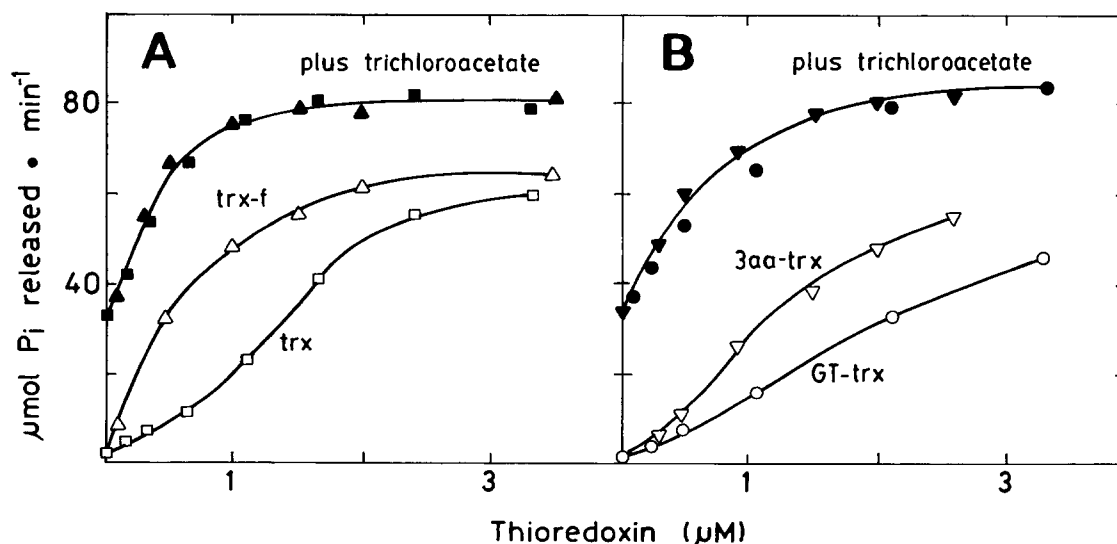 A
plus trichloroacetate
trx-f
trx
B
plus trichloroacetate
3aa-trx
GT-trx
80
40
µmol Pi released • min⁻¹
1
3
1
3
Thioredoxin (µM)